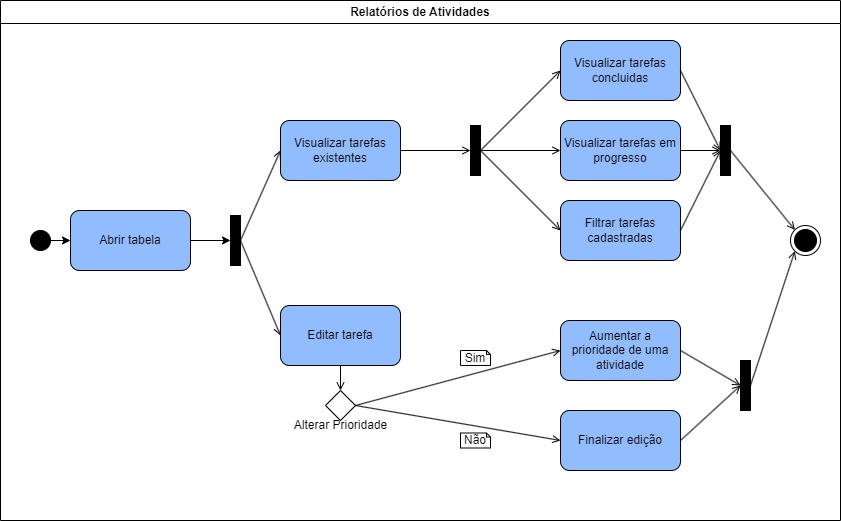 Relatórios de Atividades
Visualizar tarefas
concluidas
Visualizar tarefas
existentes
Visualizar tarefas em
progresso
Filtrar tarefas
cadastradas
Abrir tabela
Editar tarefa
Alterar Prioridade
Sim
Aumentar a
prioridade de uma
atividade
Não
Finalizar edição